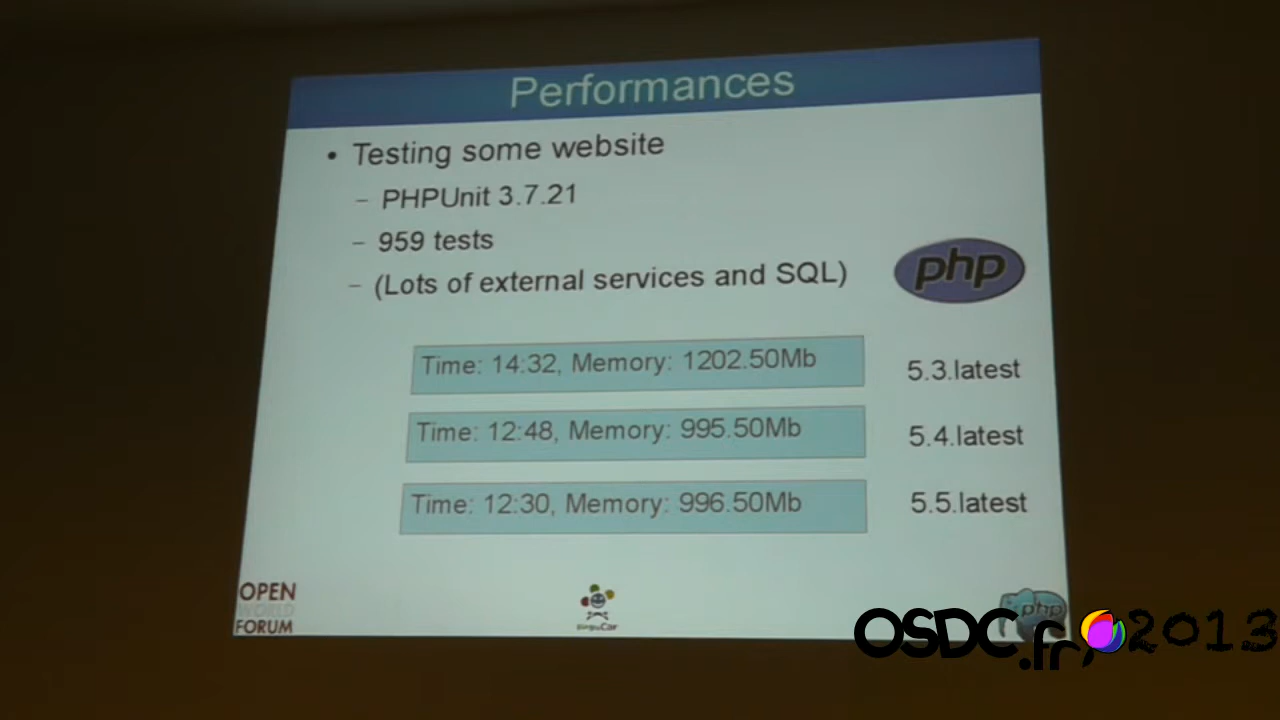 Performances
• Testing some website
– PHPUnit 3.7.21
– 959 tests
– (Lots of external services and SQL)
php
Time: 14:32, Memory: 1202.50Mb
5.3.latest
Time: 12:48, Memory: 995.50Mb
5.4.latest
Time: 12:30, Memory: 996.50Mb
5.5.latest
OPEN
WORLD
FORUM
php
OSDC.fr 2013